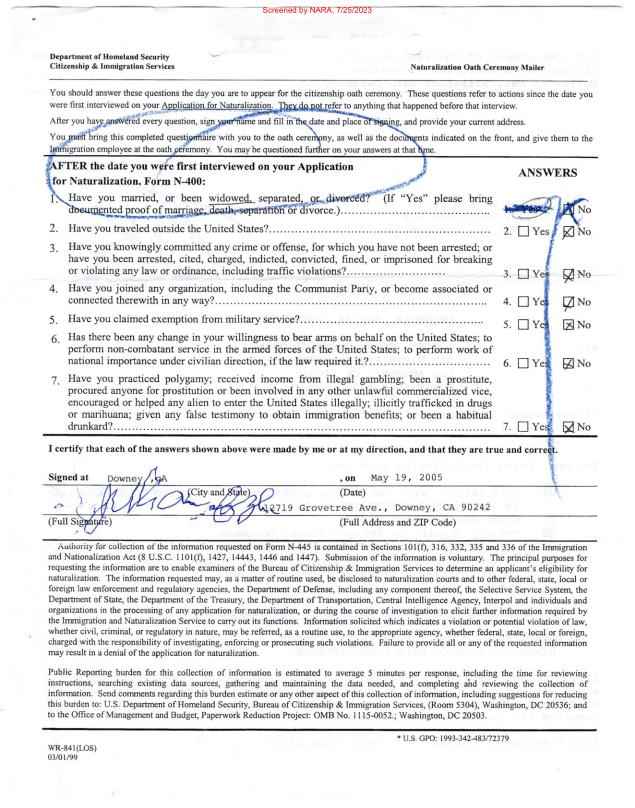 Screened by NARA, 7/25/2023
Department of Homeland Security
Citizenship & Immigration Services
Naturalization Oath Ceremony Mailer
You should answer these questions the day you are to appear for the citizenship oath ceremony. These questions refer to actions since the date you
were first interviewed on your Application for Naturalization. They do not refer to anything that happened before that interview.
After you have answered every question, sign your name and fill in the date and place of signing, and provide your current address.
You must bring this completed questionnaire with you to the oath ceremony, as well as the documents indicated on the front, and give them to the
Immigration employee at the oath ceremony. You may be questioned further on your answers at that time.
AFTER the date you were first interviewed on your Application
for Naturalization, Form N-400:
ANSWERS
1. Have you married, or been widowed, separated, or divorced? (If "Yes" please bring
documented proof of marriage, death, separation or divorce.)
1. Yes No
2. Have you traveled outside the United States?
2. Yes No
3. Have you knowingly committed any crime or offense, for which you have not been arrested; or
have you been arrested, cited, charged, indicted, convicted, fined, or imprisoned for breaking
or violating any law or ordinance, including traffic violations?
3. Yes No
4. Have you joined any organization, including the Communist Party, or become associated or
connected therewith in any way?
4. Yes No
5. Have you claimed exemption from military service?
5. Yes No
6. Has there been any change in your willingness to bear arms on behalf on the United States; to
perform non-combatant service in the armed forces of the United States; to perform work of
national importance under civilian direction, if the law required it.?
6. Yes No
7. Have you practiced polygamy; received income from illegal gambling; been a prostitute,
procured anyone for prostitution or been involved in any other unlawful commercialized vice,
encouraged or helped any alien to enter the United States illegally; illicitly trafficked in drugs
or marihuana; given any false testimony to obtain immigration benefits; or been a habitual
drunkard?
7. Yes No
I certify that each of the answers shown above were made by me or at my direction, and that they are true and correct.
Signed at Downey, CA , on May 19, 2005
(City and State) (Date)
12719 Grovetree Ave., Downey, CA 90242
(Full Signature) (Full Address and ZIP Code)
Authority for collection of the information requested on Form N-445 is contained in Sections 101(f), 316, 332, 335 and 336 of the Immigration
and Nationalization Act (8 U.S.C. 1101(f), 1427, 14443, 1446 and 1447). Submission of the information is voluntary. The principal purposes for
requesting the information are to enable examiners of the Bureau of Citizenship & Immigration Services to determine an applicant's eligibility for
naturalization. The information requested may, as a matter of routine used, be disclosed to naturalization courts and to other federal, state, local or
foreign law enforcement and regulatory agencies, the Department of Defense, including any component thereof, the Selective Service System, the
Department of State, the Department of the Treasury, the Department of Transportation, Central Intelligence Agency, Interpol and individuals and
organizations in the processing of any application for naturalization, or during the course of investigation to elicit further information required by
the Immigration and Naturalization Service to carry out its functions. Information solicited which indicates a violation or potential violation of law,
whether civil, criminal, or regulatory in nature, may be referred, as a routine use, to the appropriate agency, whether federal, state, local or foreign,
charged with the responsibility of investigating, enforcing or prosecuting such violations. Failure to provide all or any of the requested information
may result in a denial of the application for naturalization.
Public Reporting burden for this collection of information is estimated to average 5 minutes per response, including the time for reviewing
instructions, searching existing data sources, gathering and maintaining the data needed, and completing and reviewing the collection of
information. Send comments regarding this burden estimate or any other aspect of this collection of information, including suggestions for reducing
this burden to: U.S. Department of Homeland Security, Bureau of Citizenship & Immigration Services, (Room 5304), Washington, DC 20536; and
to the Office of Management and Budget, Paperwork Reduction Project: OMB No. 1115-0052.; Washington, DC 20503.
* U.S. GPO: 1993-342-483/72379
WR-841(LOS)
03/01/99